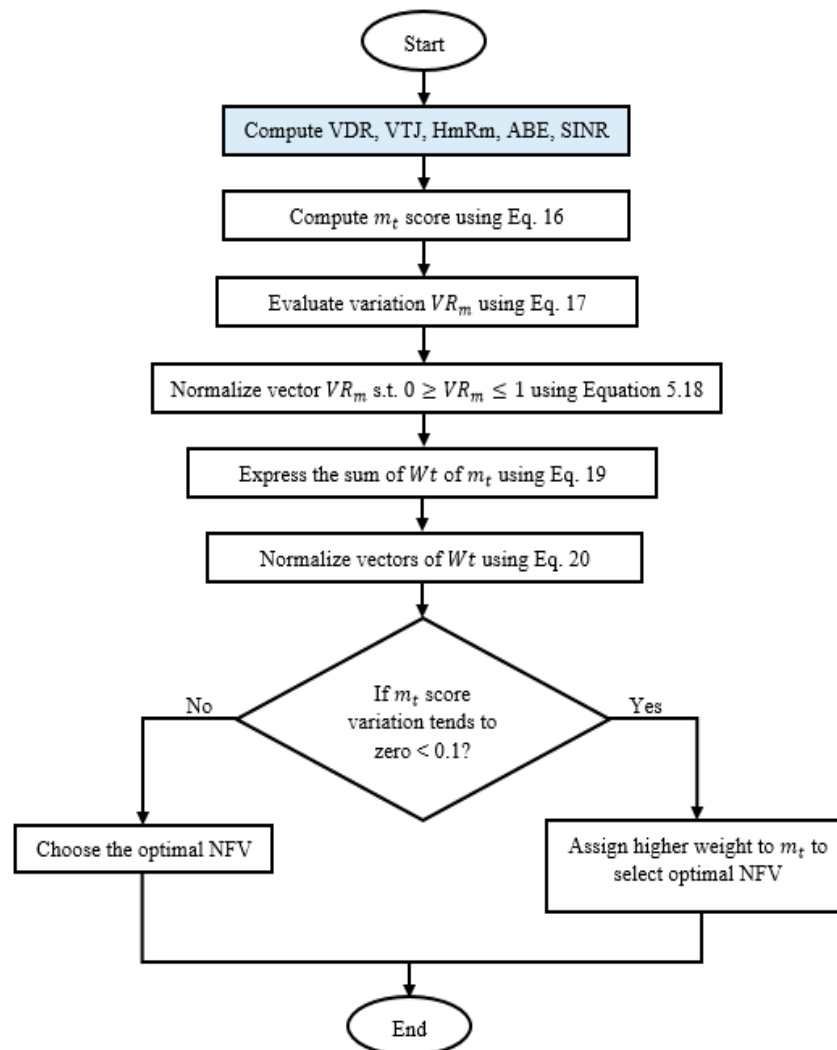 Start
Compute VDR, VTJ, HmRm, ABE, SINR
Compute m_t score using Eq. 16
Evaluate variation VR_m using Eq. 17
Normalize vector VR_m s.t. 0 ≥ VR_m ≤ 1 using Equation 5.18
Express the sum of Wt of m_t using Eq. 19
Normalize vectors of Wt using Eq. 20
If m_t score
variation tends to
zero < 0.1?
No
Yes
Choose the optimal NFV
Assign higher weight to m_t to
select optimal NFV
End